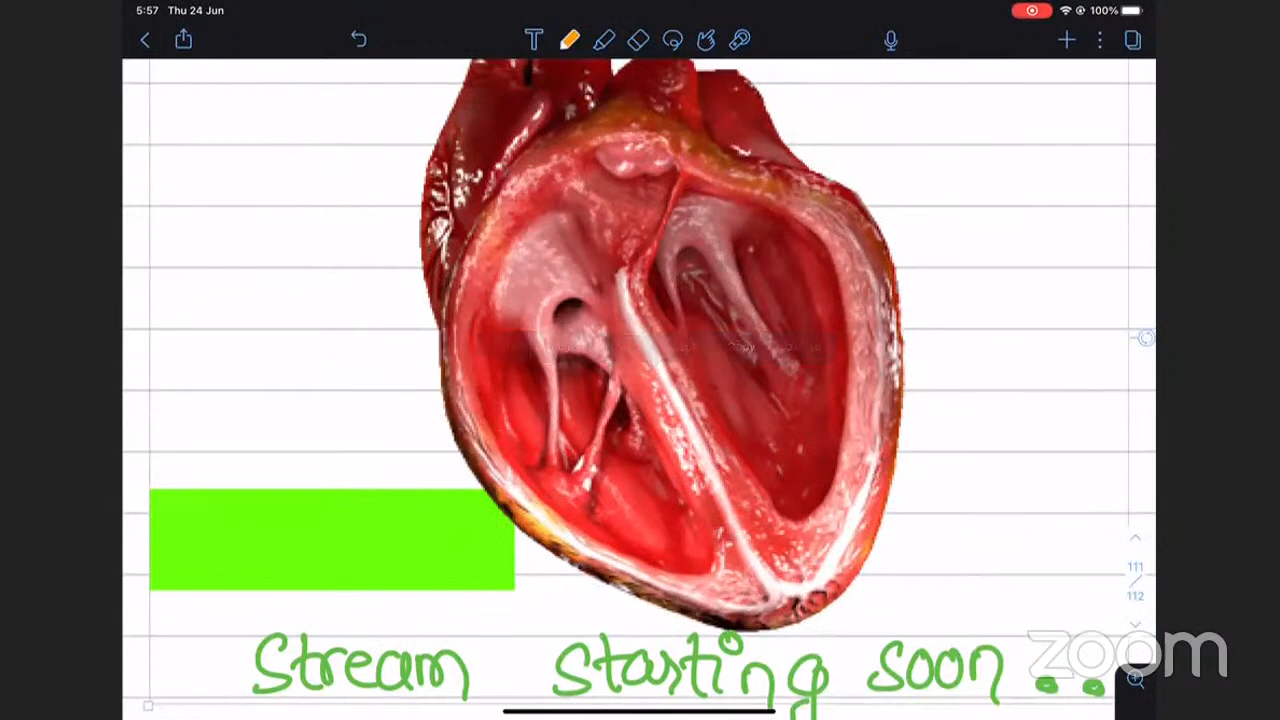 5:57 Thu 24 Jun
100%
T
111
112
Stream starting soon . .
zoom